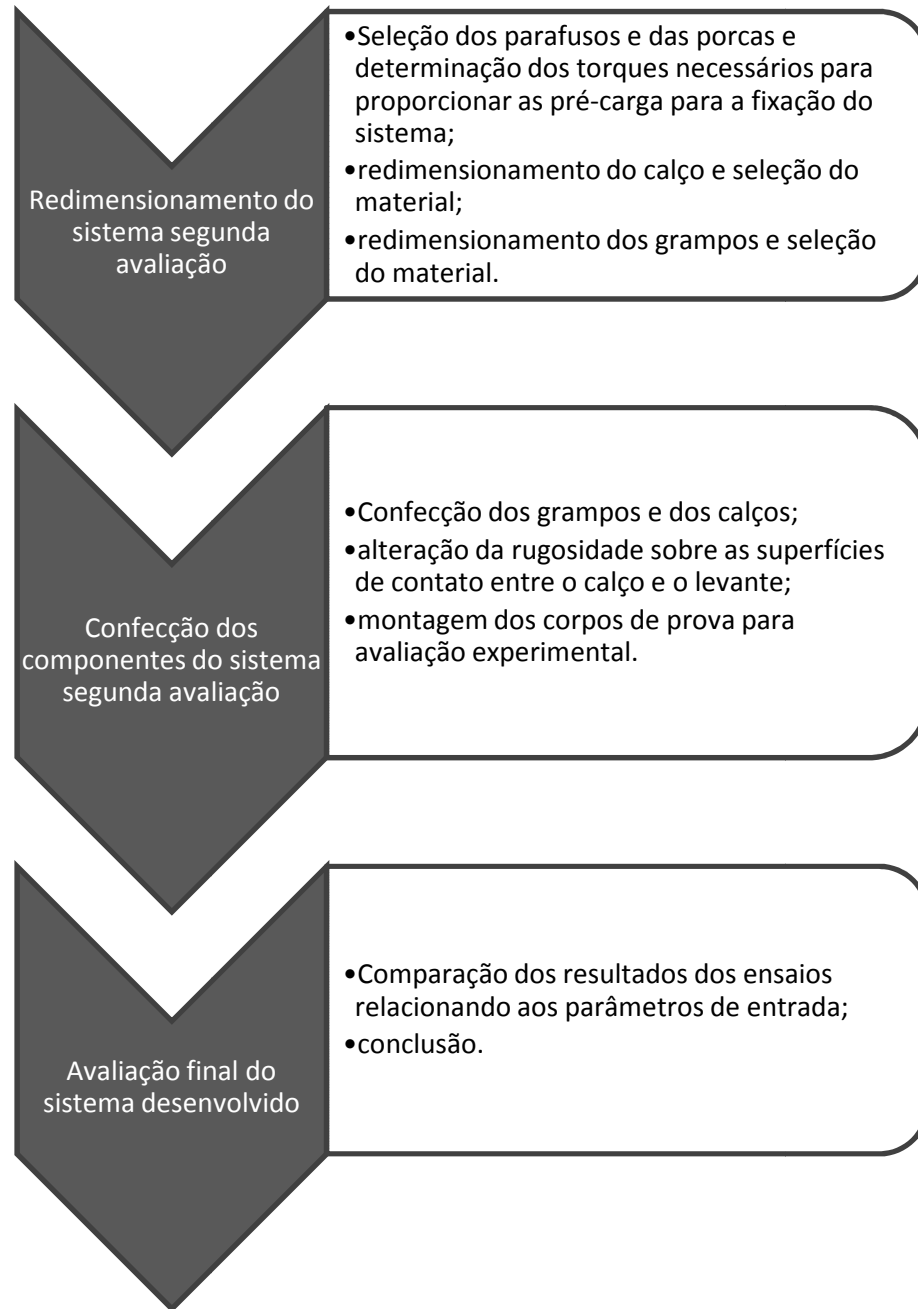 Redimensionamento do
sistema segunda
avaliação
•Seleção dos parafusos e das porcas e
determinação dos torques necessários para
proporcionar as pré-carga para a fixação do
sistema;
•redimensionamento do calço e seleção do
material;
•redimensionamento dos grampos e seleção
do material.
Confecção dos
componentes do sistema
segunda avaliação
•Confecção dos grampos e dos calços;
•alteração da rugosidade sobre as superfícies
de contato entre o calço e o levante;
•montagem dos corpos de prova para
avaliação experimental.
Avaliação final do
sistema desenvolvido
•Comparação dos resultados dos ensaios
relacionando aos parâmetros de entrada;
•conclusão.